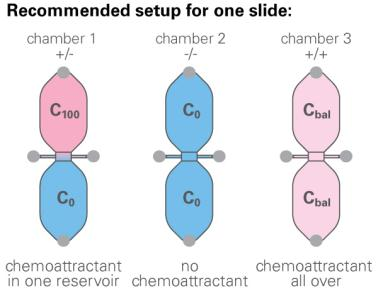 Recommended setup for one slide:
chamber 1
+/-
chamber 2
-/-
chamber 3
+/+
C100
C0
Cbal
C0
C0
Cbal
chemoattractant
in one reservoir
no
chemoattractant
chemoattractant
all over